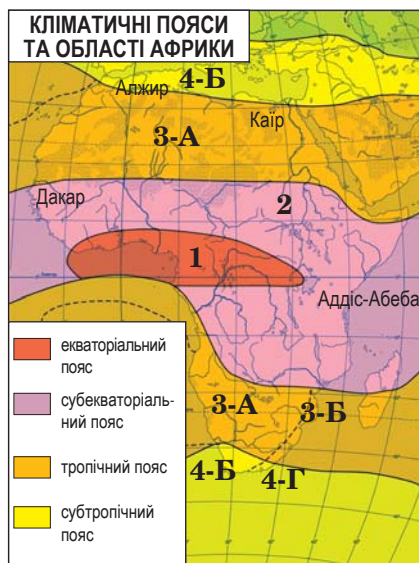 КЛІМАТИЧНІ ПОЯСИ
ТА ОБЛАСТІ АФРИКИ
4-Б
Алжир
Каїр
3-А
Дакар
2
1
Аддіс-Абеба
екваторіальний
пояс
субекваторіаль-
ний пояс
3-А
3-Б
тропічний пояс
4-Б
4-Г
субтропічний
пояс